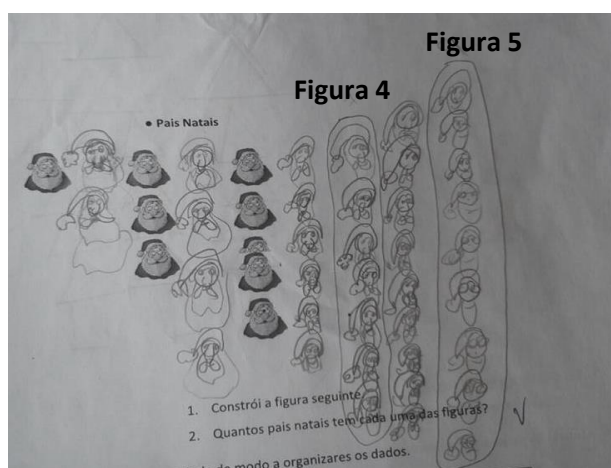 Figura 5
Figura 4
• Pais Natais
1. Constrói a figura seguinte
2. Quantos pais natais tem cada uma das figuras?
de modo a organizares os dados.